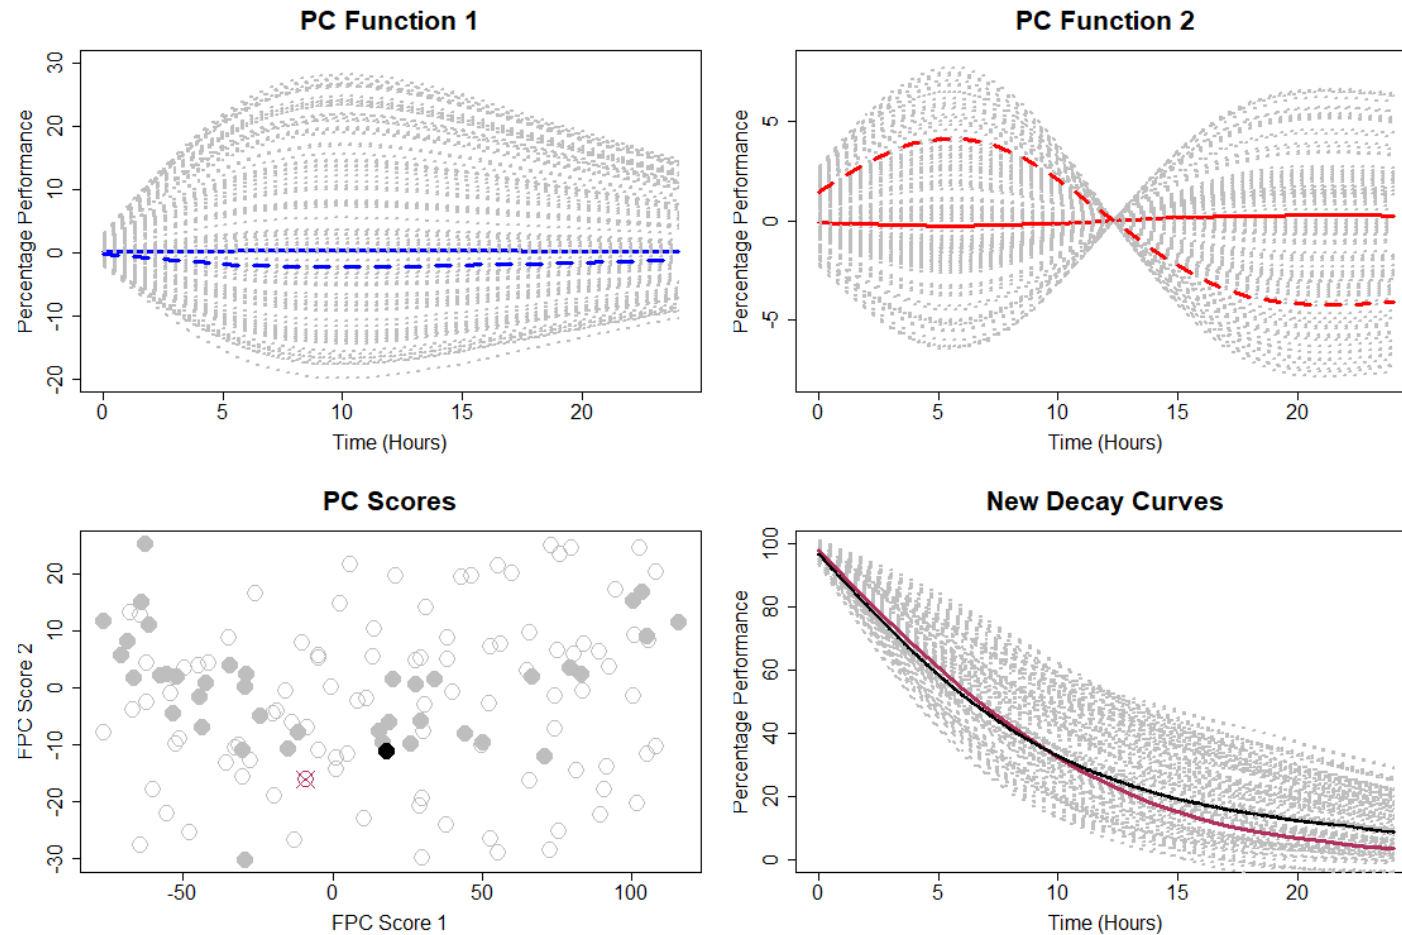 PC Function 1
Percentage Performance
30
20
10
0
-10
-20
0 5 10 15 20
Time (Hours)
PC Function 2
Percentage Performance
5
0
-5
0 5 10 15 20
Time (Hours)
PC Scores
FPC Score 2
20
10
0
-10
-20
-30
-50 0 50 100
FPC Score 1
New Decay Curves
Percentage Performance
100
80
60
40
20
0
0 5 10 15 20
Time (Hours)